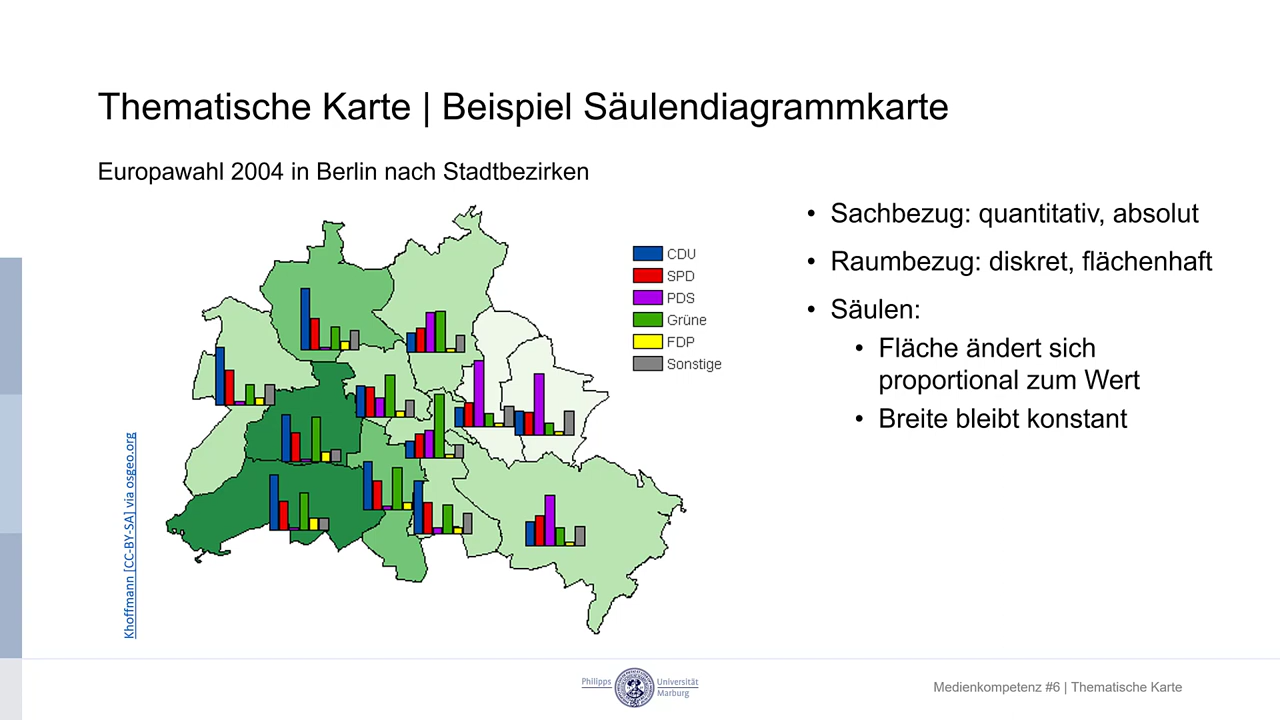 Thematische Karte | Beispiel Säulendiagrammkarte
Europawahl 2004 in Berlin nach Stadtbezirken
CDU
SPD
PDS
Grüne
FDP
Sonstige
• Sachbezug: quantitativ, absolut
• Raumbezug: diskret, flächenhaft
• Säulen:
• Fläche ändert sich
proportional zum Wert
• Breite bleibt konstant
Khoffmann [CC-BY-SA] via osgeo.org
Philipps Universität
Marburg
Medienkompetenz #6 | Thematische Karte